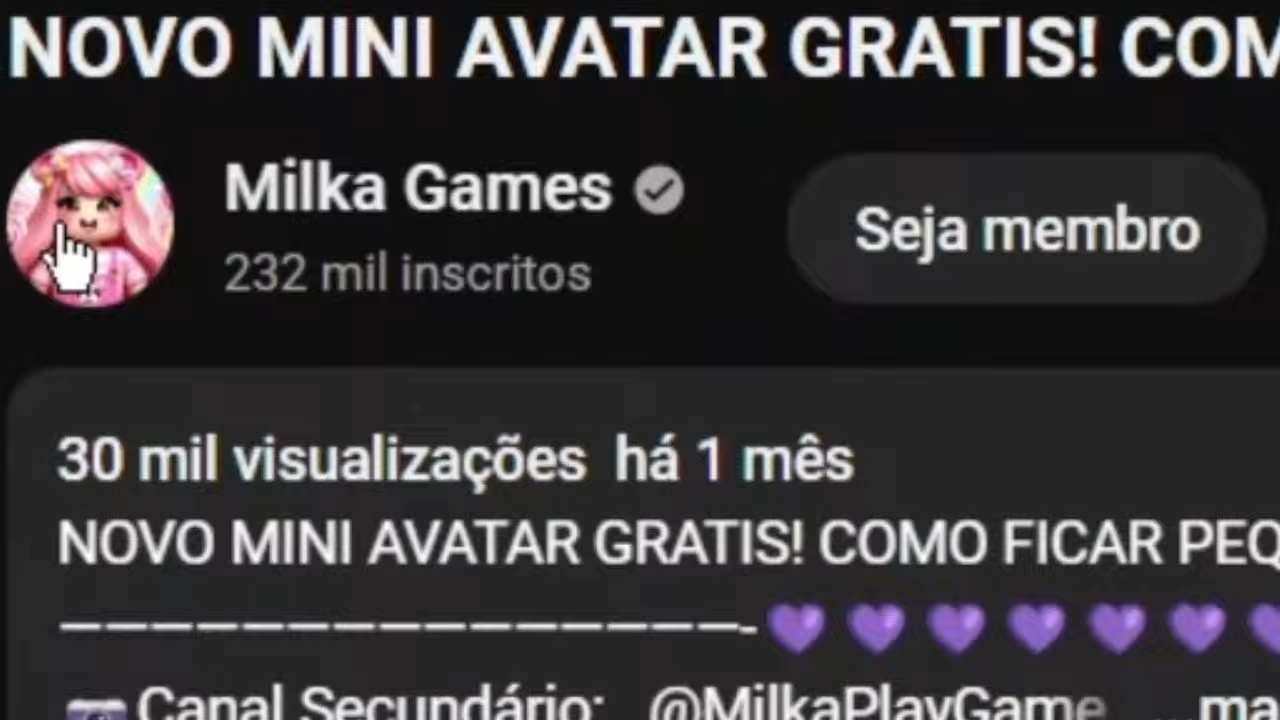 NOVO MINI AVATAR GRATIS! COM
Milka Games
232 mil inscritos
Seja membro
30 mil visualizações há 1 mês
NOVO MINI AVATAR GRATIS! COMO FICAR PEQ
—————————————————-💜 💜 💜 💜 💜 💜 💜
📷 Canal Secundário: @MilkaPlayGame